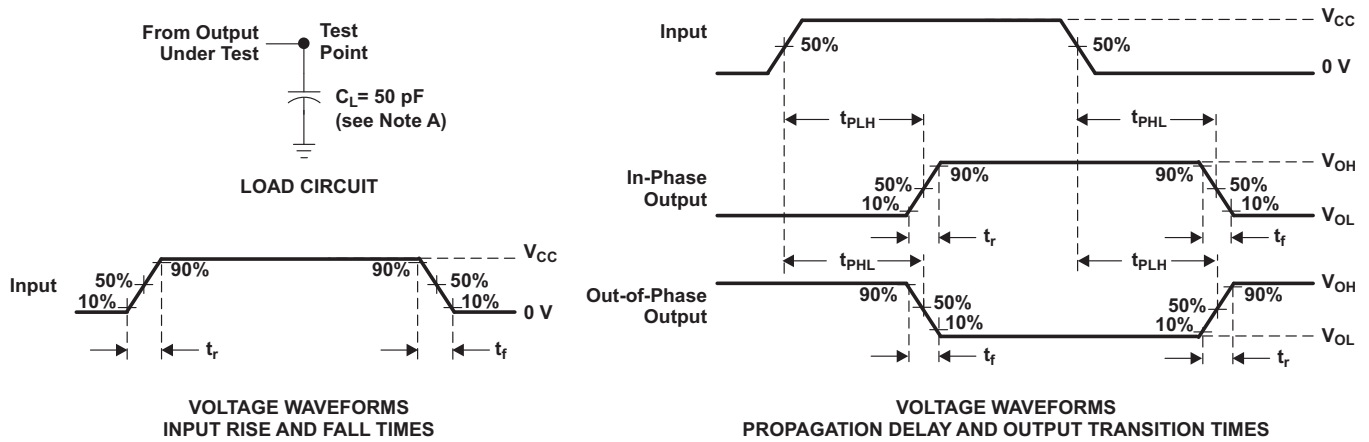 From Output
Under Test
Test
Point
C_L= 50 pF
(see Note A)
LOAD CIRCUIT
Input
10%
50%
90%
90%
50%
10%
V_CC
0 V
t_r
t_f
VOLTAGE WAVEFORMS
INPUT RISE AND FALL TIMES
Input
50%
50%
V_CC
0 V
t_PLH
t_PHL
In-Phase
Output
50%
10%
90%
90%
50%
10%
V_OH
V_OL
t_r
t_f
t_PHL
t_PLH
Out-of-Phase
Output
90%
50%
10%
50%
10%
90%
V_OH
V_OL
t_f
t_r
VOLTAGE WAVEFORMS
PROPAGATION DELAY AND OUTPUT TRANSITION TIMES